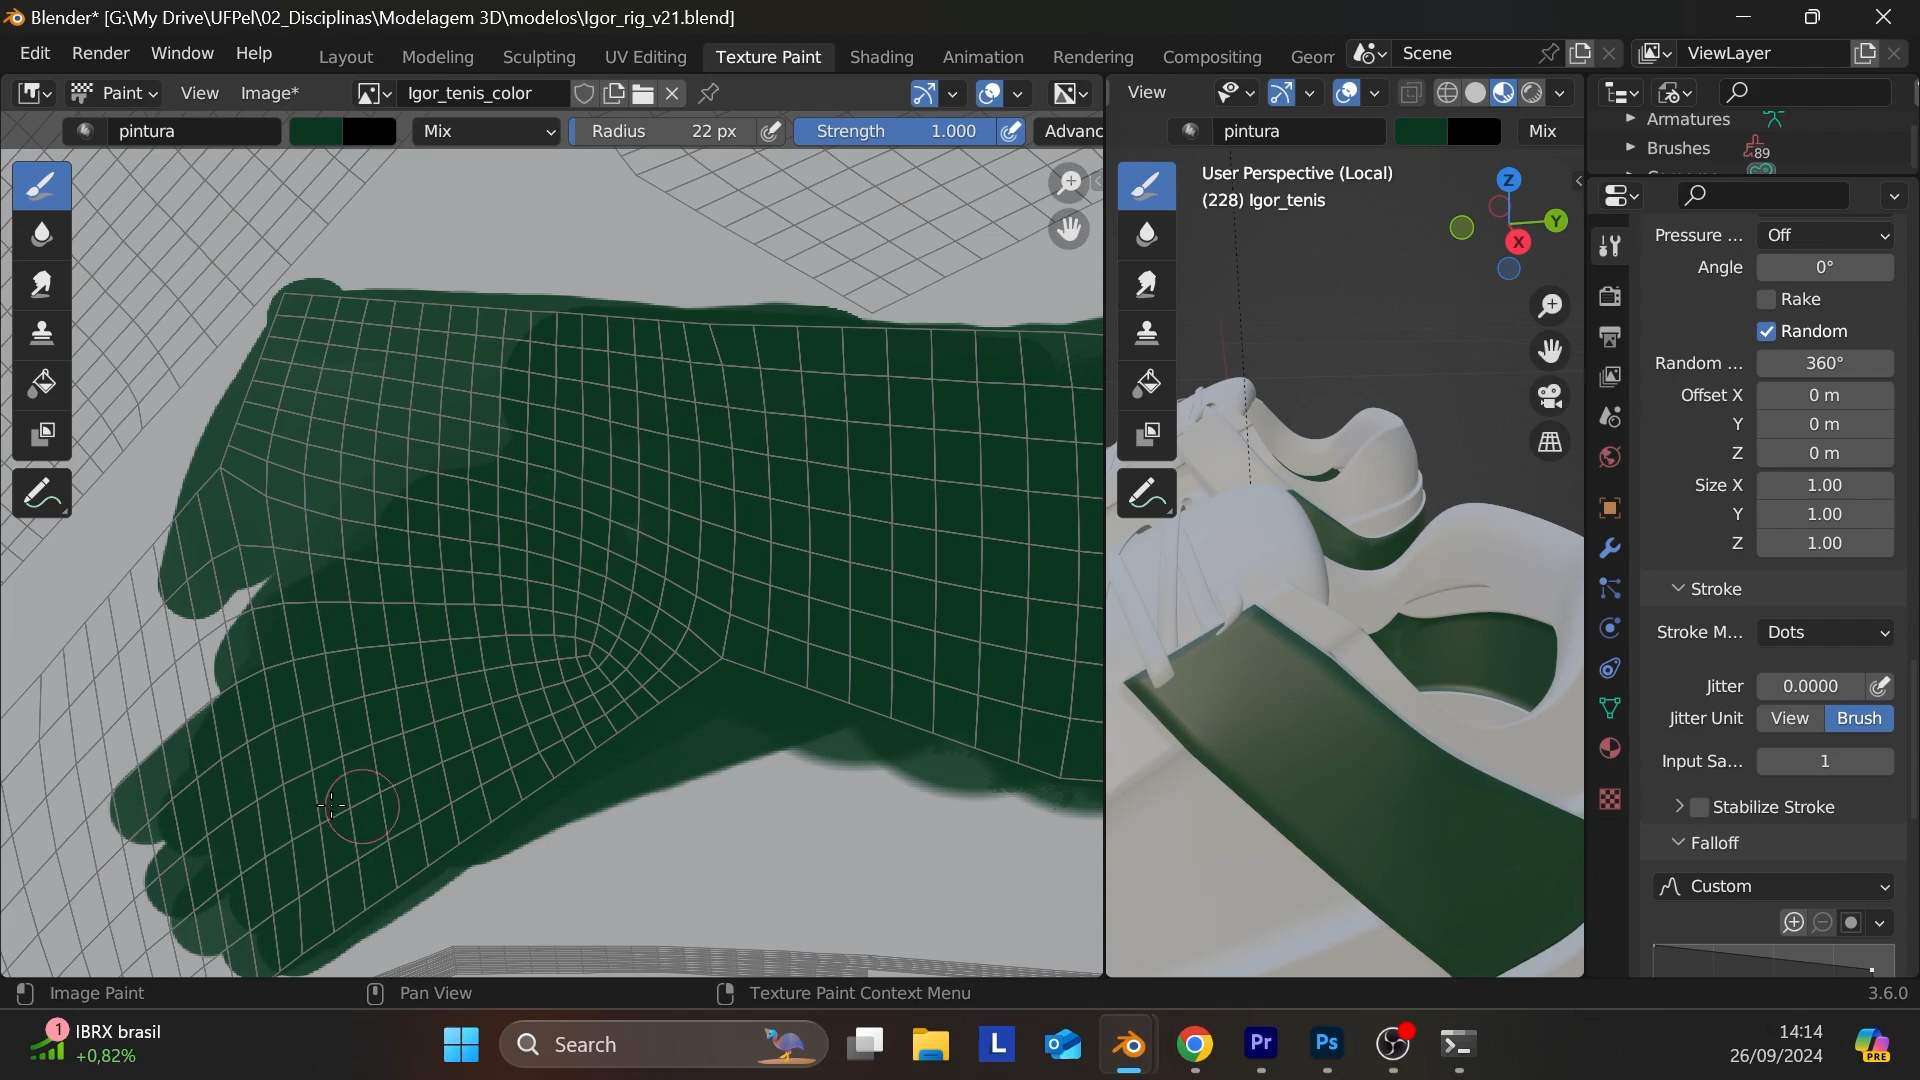 Blender* [G:\My Drive\UFPel\02_Disciplinas\Modelagem 3D\modelos\Igor_rig_v21.blend]
Edit Render Window Help Layout Modeling Sculpting UV Editing Texture Paint Shading Animation Rendering Compositing Geom Scene ViewLayer
Paint View Image* Igor_tenis_color View
pintura Mix Radius 22 px Strength 1.000 Advanc pintura Mix
Armatures
Brushes 89
User Perspective (Local)
(228) Igor_tenis
Z
Y
X
Pressure ... Off
Angle 0°
Rake
Random
Random ... 360°
Offset X 0 m
Y 0 m
Z 0 m
Size X 1.00
Y 1.00
Z 1.00
Stroke
Stroke M... Dots
Jitter 0.0000
Jitter Unit View Brush
Input Sa... 1
Stabilize Stroke
Falloff
Custom
Image Paint Pan View Texture Paint Context Menu 3.6.0
1 IBRX brasil
+0,82%
Search
L
Pr
Ps
14:14
26/09/2024
PRE